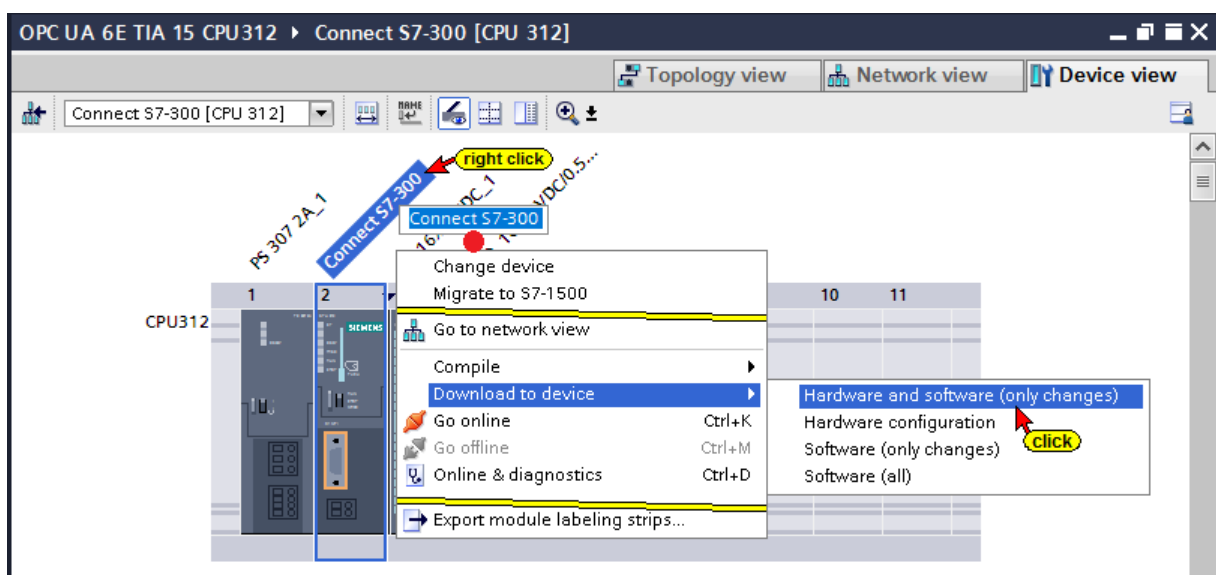 OPC UA 6E TIA 15 CPU312 ▸ Connect S7-300 [CPU 312]
Topology view
Network view
Device view
Connect S7-300 [CPU 312]
right click
PS 307 2A_1
Connect S7-300
VDC/0.5...
Connect S7-300
Change device
Migrate to S7-1500
1 2 10 11
CPU312
SIEMENS
Go to network view
Compile
Download to device
Hardware and software (only changes)
Go online Ctrl+K
Hardware configuration
click
Go offline Ctrl+M
Software (only changes)
Online & diagnostics Ctrl+D
Software (all)
Export module labeling strips...